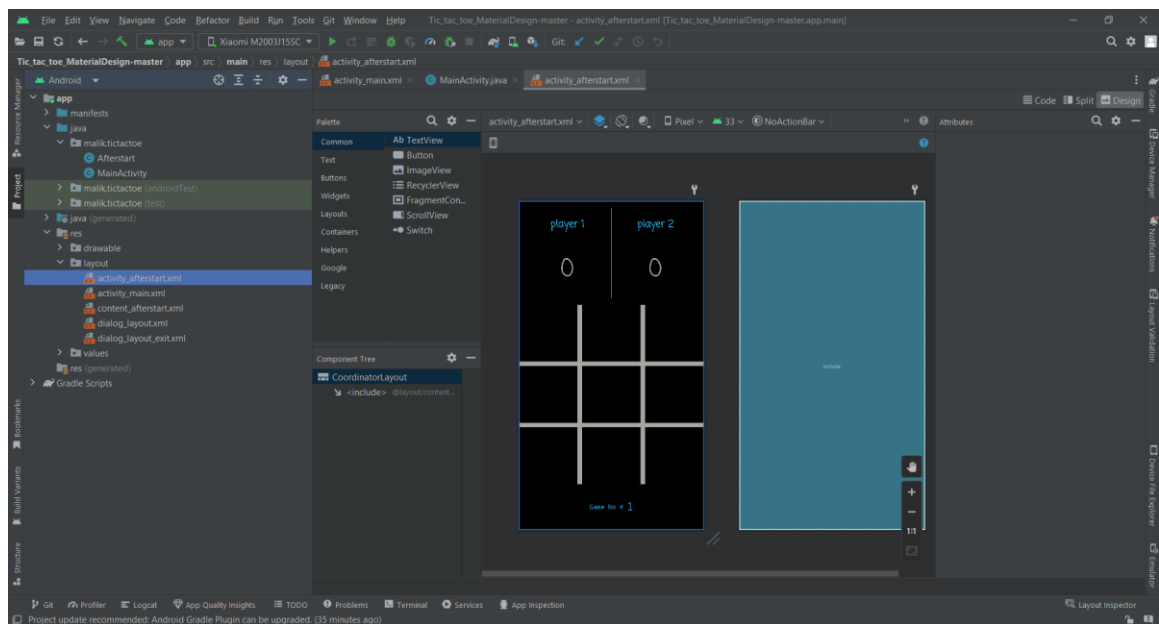 File Edit View Navigate Code Refactor Build Run Tools Git Window Help Tic_tac_toe_MaterialDesign-master - activity_afterstart.xml [Tic_tac_toe_MaterialDesign-master.app.main]
app Xiaomi M2003J15SC Git:
Tic_tac_toe_MaterialDesign-master app src main res layout activity_afterstart.xml
Android
activity_main.xml MainActivity.java activity_afterstart.xml
Code Split Design
Resource Manager
Project
Bookmarks
Build Variants
Structure
app
manifests
java
malik.tictactoe
Afterstart
MainActivity
malik.tictactoe (androidTest)
malik.tictactoe (test)
java (generated)
res
drawable
layout
activity_afterstart.xml
activity_main.xml
content_afterstart.xml
dialog_layout.xml
dialog_layout_exit.xml
values
res (generated)
Gradle Scripts
Palette
Common
Text
Buttons
Widgets
Layouts
Containers
Helpers
Google
Legacy
Ab TextView
Button
ImageView
RecyclerView
FragmentCon...
ScrollView
Switch
Component Tree
CoordinatorLayout
<include> @layout/content...
activity_afterstart.xml Pixel 33 NoActionBar
player 1 player 2
0 0
Game No # 1
Include
1:1
Attributes
Gradle
Device Manager
Notifications
Layout Validation
Device File Explorer
Emulator
Git Profiler Logcat App Quality Insights TODO Problems Terminal Services App Inspection Layout Inspector
Project update recommended: Android Gradle Plugin can be upgraded. (35 minutes ago)